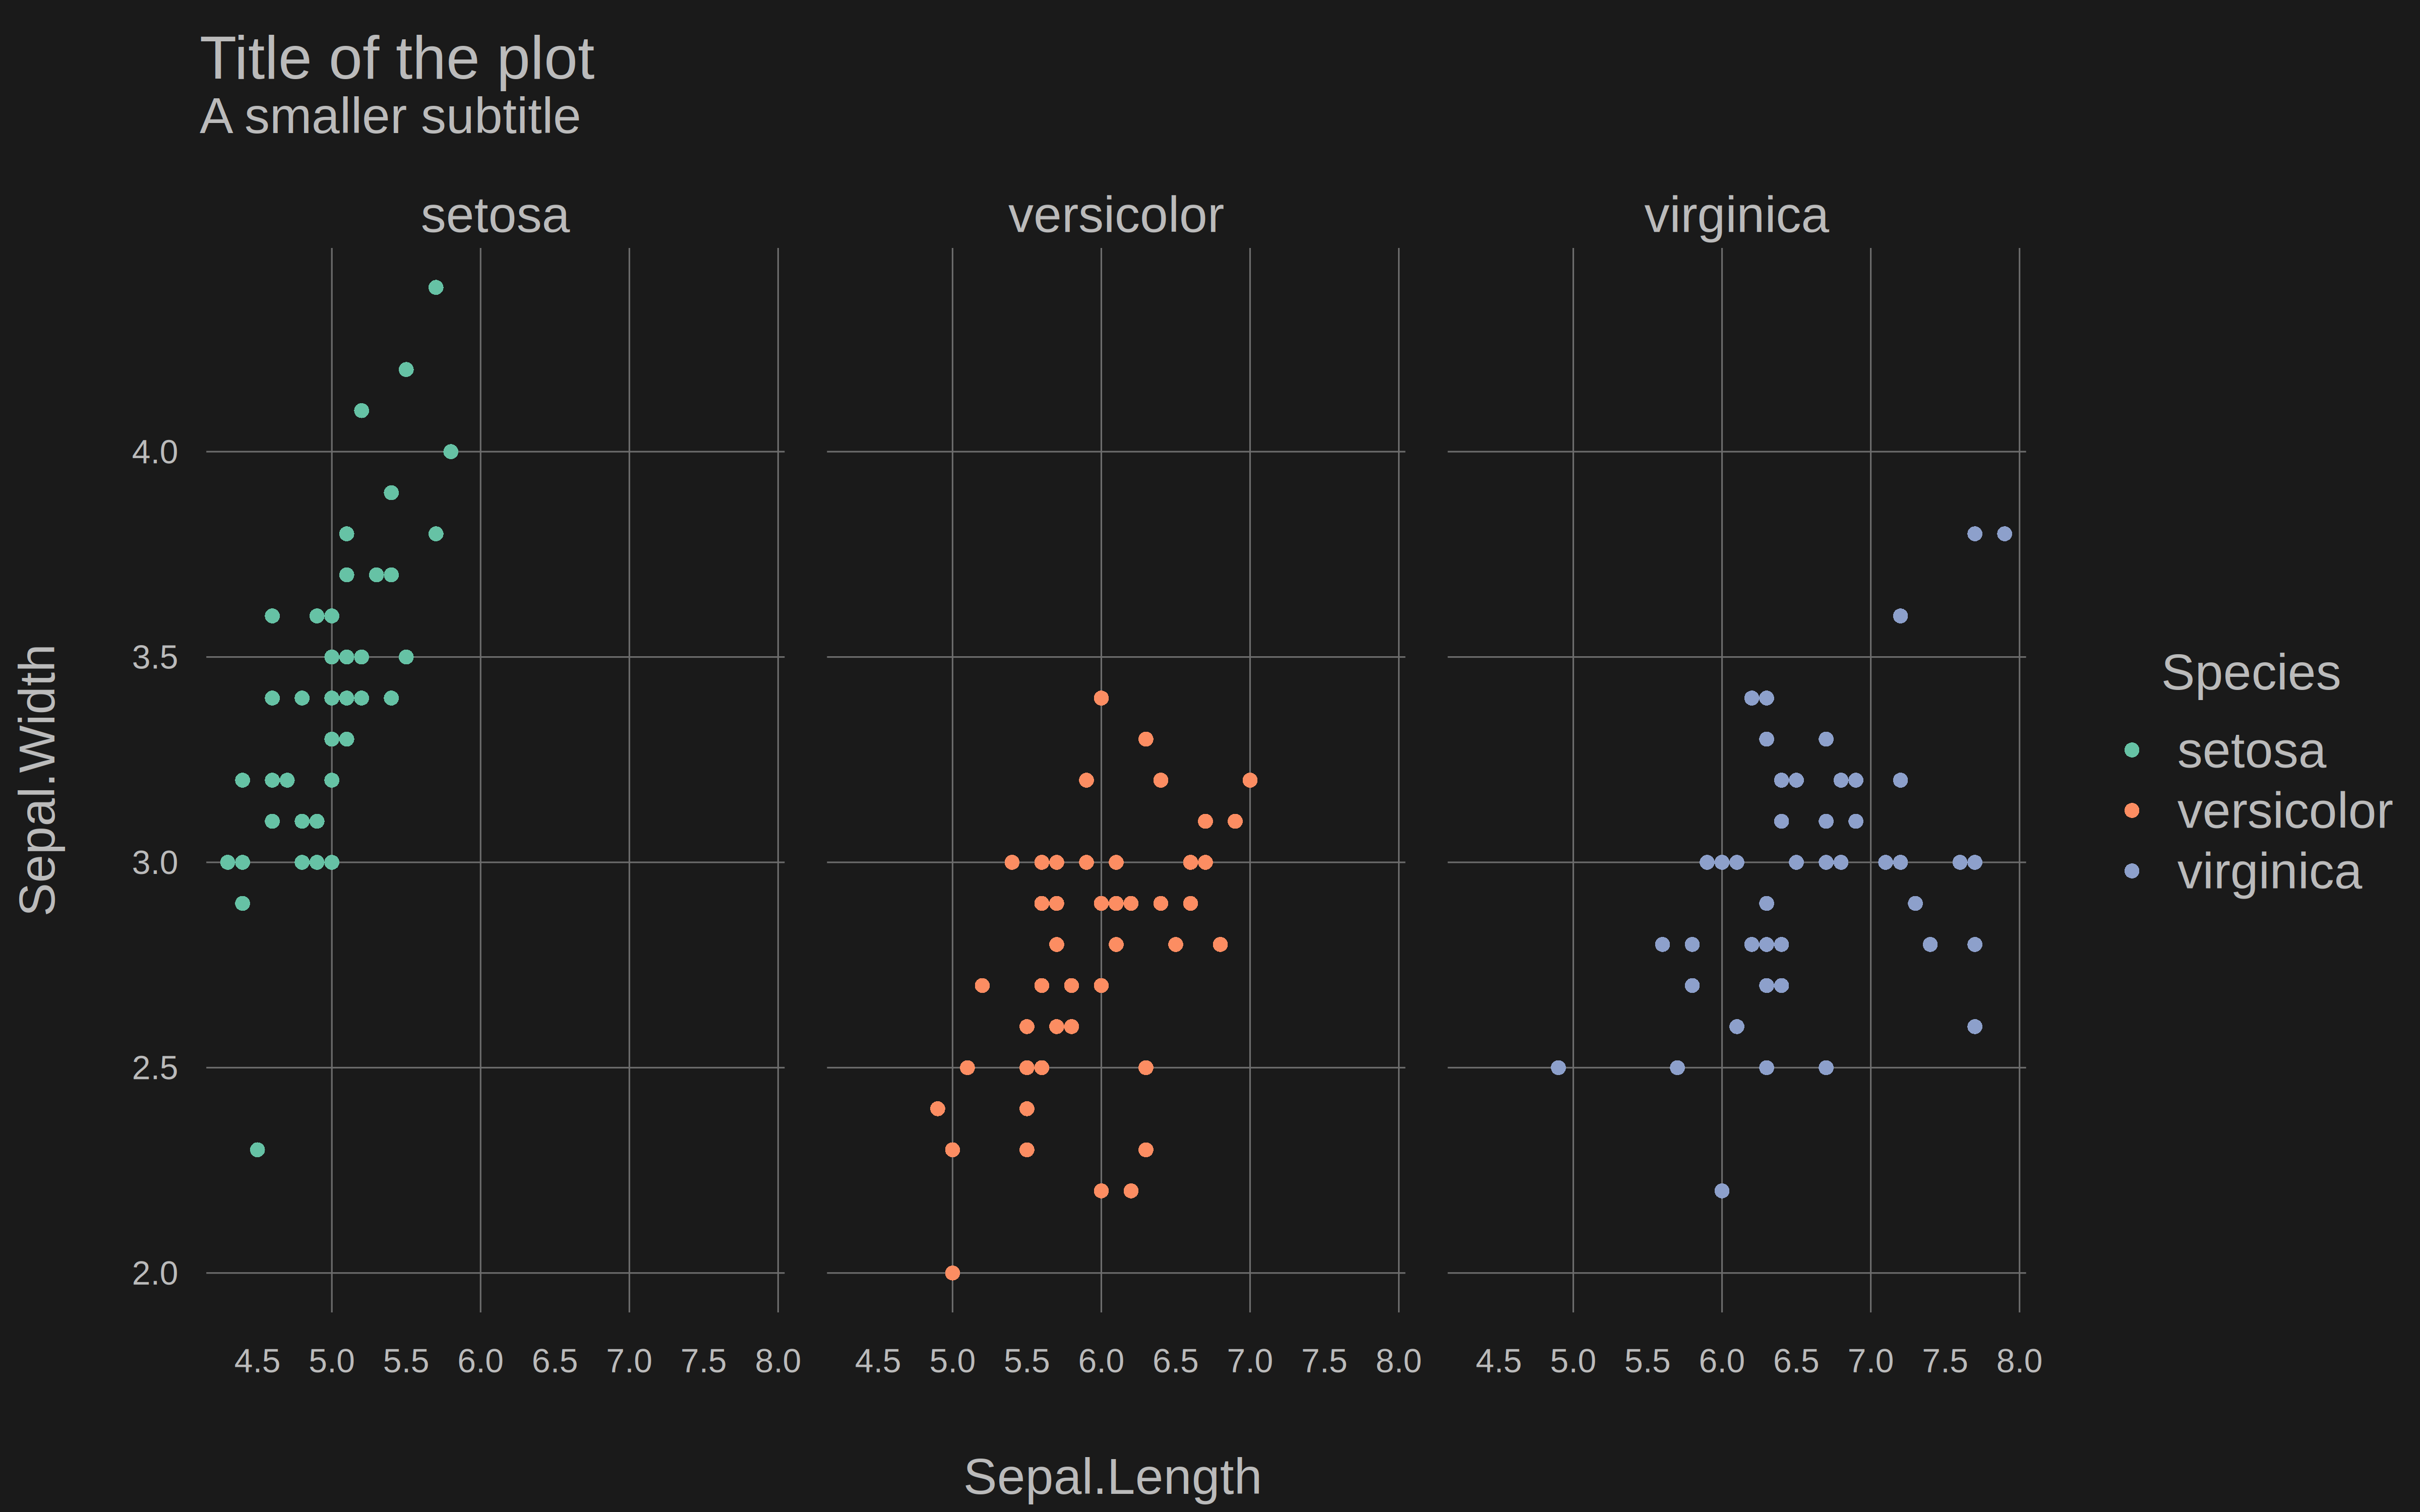 Title of the plot
A smaller subtitle
setosa versicolor virginica
4.0
3.5
3.0
2.5
2.0
Sepal.Width
4.5 5.0 5.5 6.0 6.5 7.0 7.5 8.0 4.5 5.0 5.5 6.0 6.5 7.0 7.5 8.0 4.5 5.0 5.5 6.0 6.5 7.0 7.5 8.0
Sepal.Length
Species
setosa
versicolor
virginica